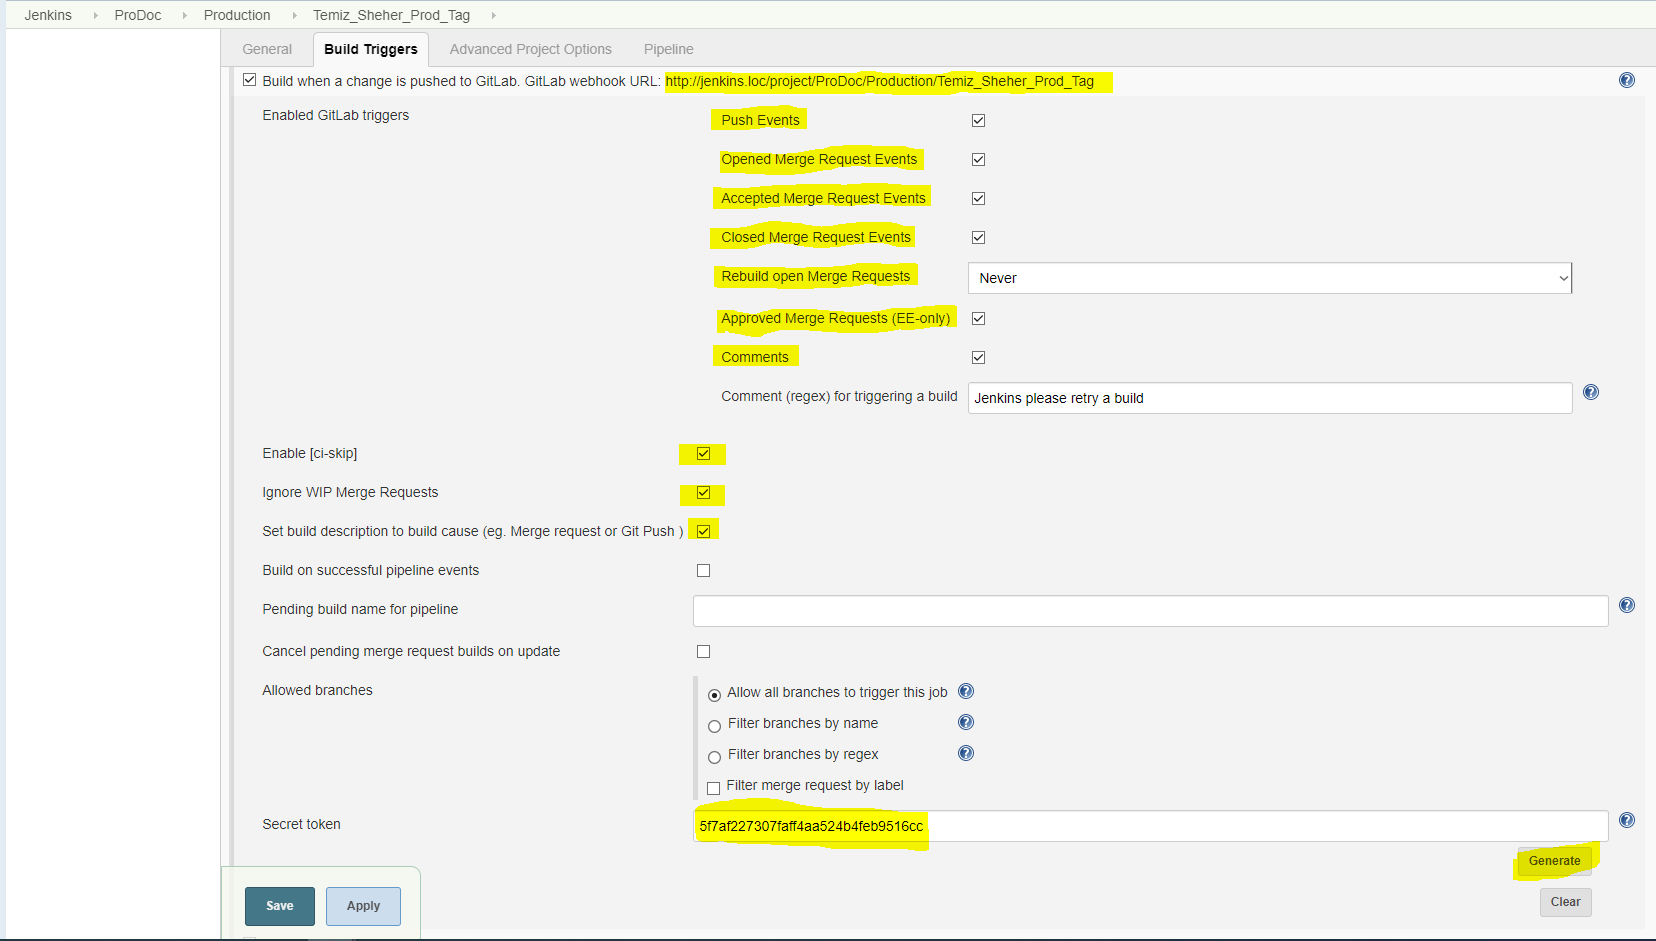 Jenkins ProDoc Production Temiz_Sheher_Prod_Tag
General Build Triggers Advanced Project Options Pipeline
Build when a change is pushed to GitLab. GitLab webhook URL: http://jenkins.loc/project/ProDoc/Production/Temiz_Sheher_Prod_Tag
Enabled GitLab triggers
Push Events
Opened Merge Request Events
Accepted Merge Request Events
Closed Merge Request Events
Rebuild open Merge Requests Never
Approved Merge Requests (EE-only)
Comments
Comment (regex) for triggering a build Jenkins please retry a build
Enable [ci-skip]
Ignore WIP Merge Requests
Set build description to build cause (eg. Merge request or Git Push )
Build on successful pipeline events
Pending build name for pipeline
Cancel pending merge request builds on update
Allowed branches
Allow all branches to trigger this job
Filter branches by name
Filter branches by regex
Filter merge request by label
Secret token 5f7af227307faff4aa524b4feb9516cc
Generate
Save Apply Clear